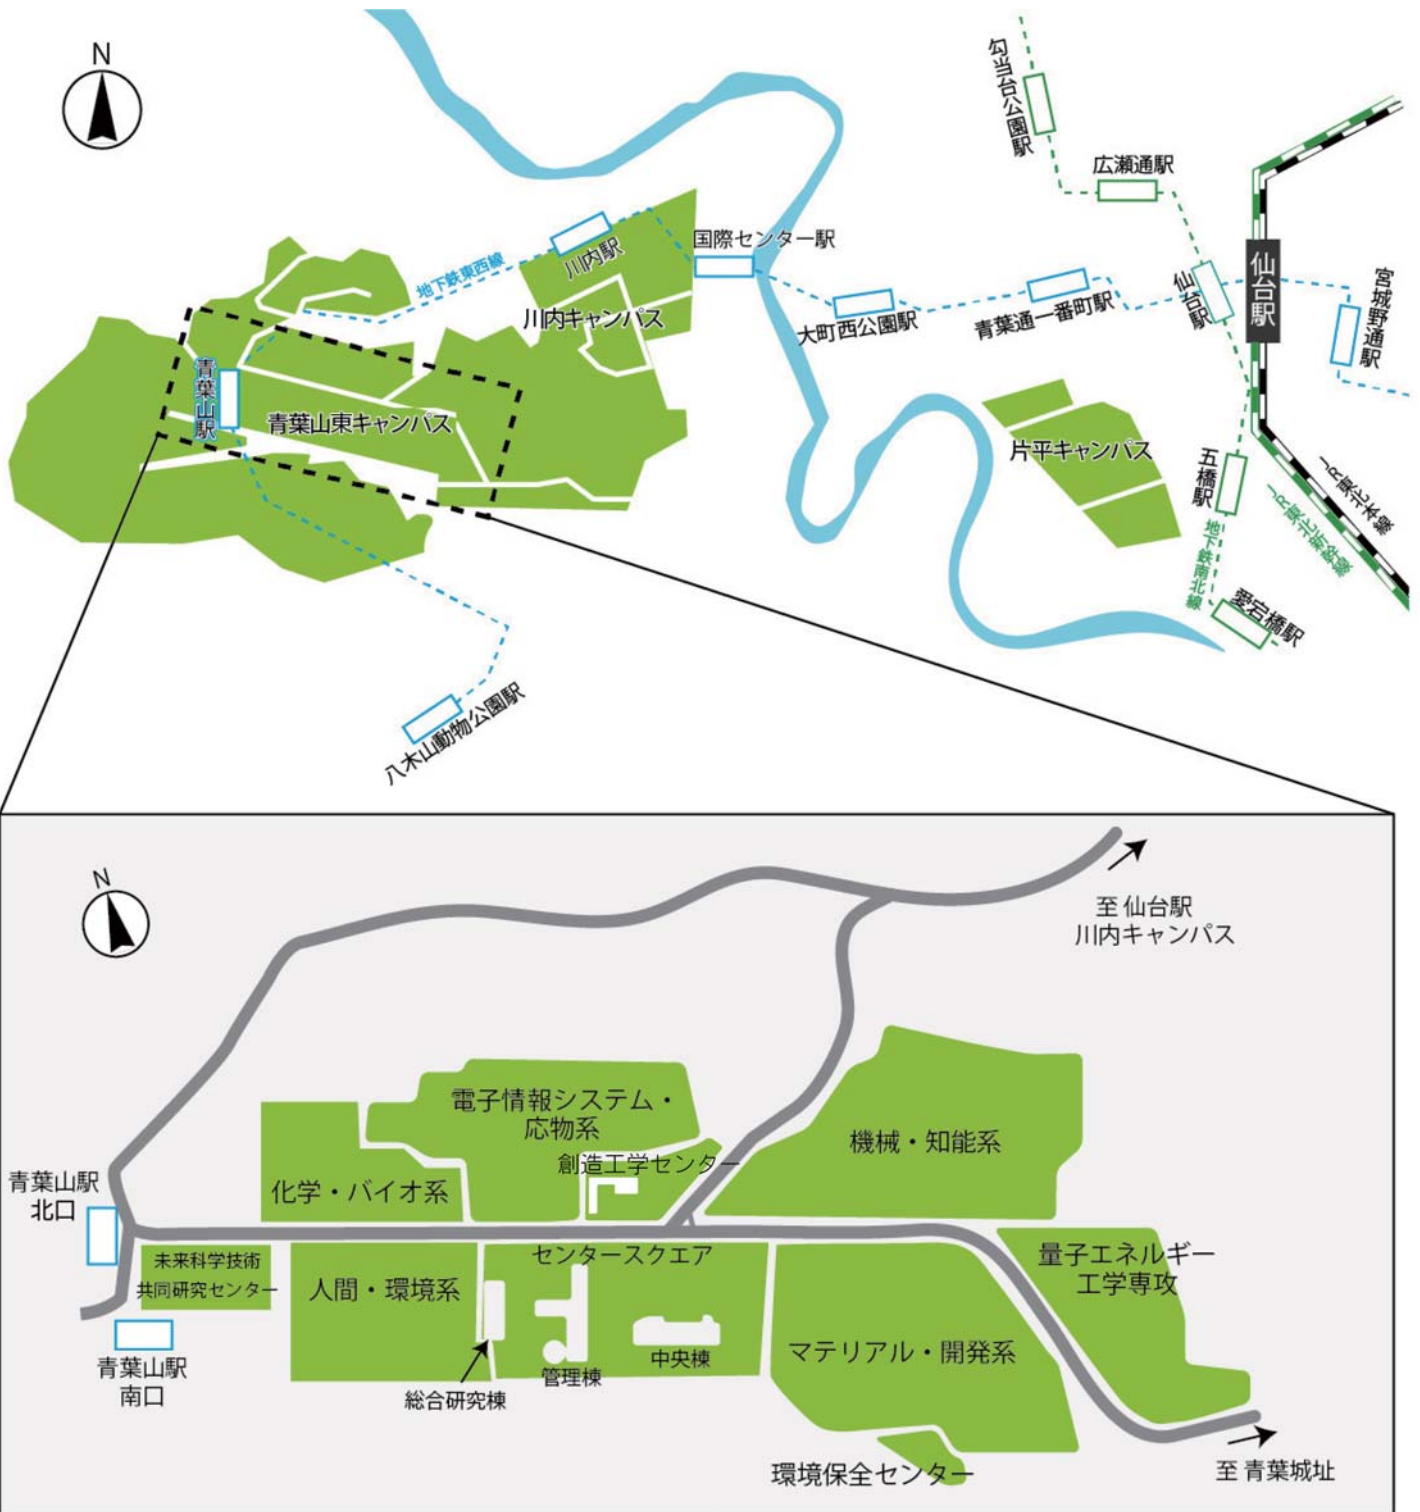 N
勾当台公園駅
広瀬通駅
国際センター駅
川内駅
地下鉄東西線
仙台駅
仙台駅
宮城野通駅
川内キャンパス
大町西公園駅
青葉通一番町駅
青葉山駅
青葉山東キャンパス
片平キャンパス
五橋駅
JR東北本線
JR東北新幹線
地下鉄南北線
愛宕橋駅
八木山動物公園駅
N
至 仙台駅
川内キャンパス
電子情報システム・
応物系
機械・知能系
創造工学センター
青葉山駅
北口
化学・バイオ系
センタースクエア
未来科学技術
共同研究センター
人間・環境系
量子エネルギー
工学専攻
マテリアル・開発系
青葉山駅
南口
総合研究棟
管理棟
中央棟
環境保全センター
至 青葉城址